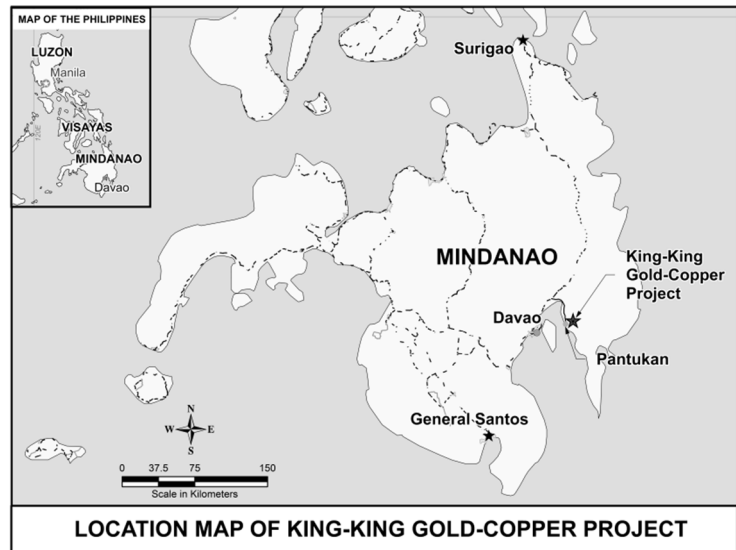 MAP OF THE PHILIPPINES
LUZON
Manila
120E
VISAYAS
MINDANAO
Davao
Surigao
MINDANAO
King-King
Gold-Copper
Project
Davao
Pantukan
General Santos
N
W E
S
0 37.5 75 150
Scale in Kilometers
LOCATION MAP OF KING-KING GOLD-COPPER PROJECT